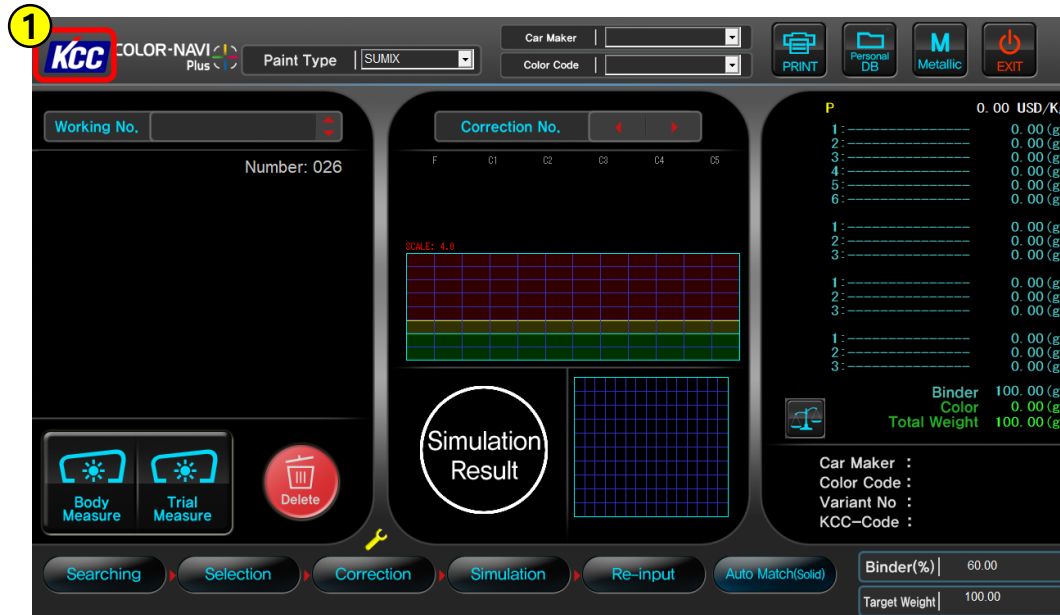 1
KCC COLOR-NAVI Plus
Paint Type SUMIX
Car Maker
Color Code
PRINT
Personal DB
M Metallic
EXIT
Working No.
Number: 026
Correction No.
F C1 C2 C3 C4 C5
SCALE: 4.0
P 0.00 USD/K
1:------------------ 0.00(g
2:------------------ 0.00(g
3:------------------ 0.00(g
4:------------------ 0.00(g
5:------------------ 0.00(g
6:------------------ 0.00(g
1:------------------ 0.00(g
2:------------------ 0.00(g
3:------------------ 0.00(g
1:------------------ 0.00(g
2:------------------ 0.00(g
3:------------------ 0.00(g
1:------------------ 0.00(g
2:------------------ 0.00(g
3:------------------ 0.00(g
Binder 100.00(g
Color 0.00(g
Total Weight 100.00(g
Simulation
Result
Body
Measure
Trial
Measure
Delete
Car Maker :
Color Code :
Variant No :
KCC-Code :
Searching
Selection
Correction
Simulation
Re-input
Auto Match(Solid)
Binder(%) 60.00
Target Weight 100.00